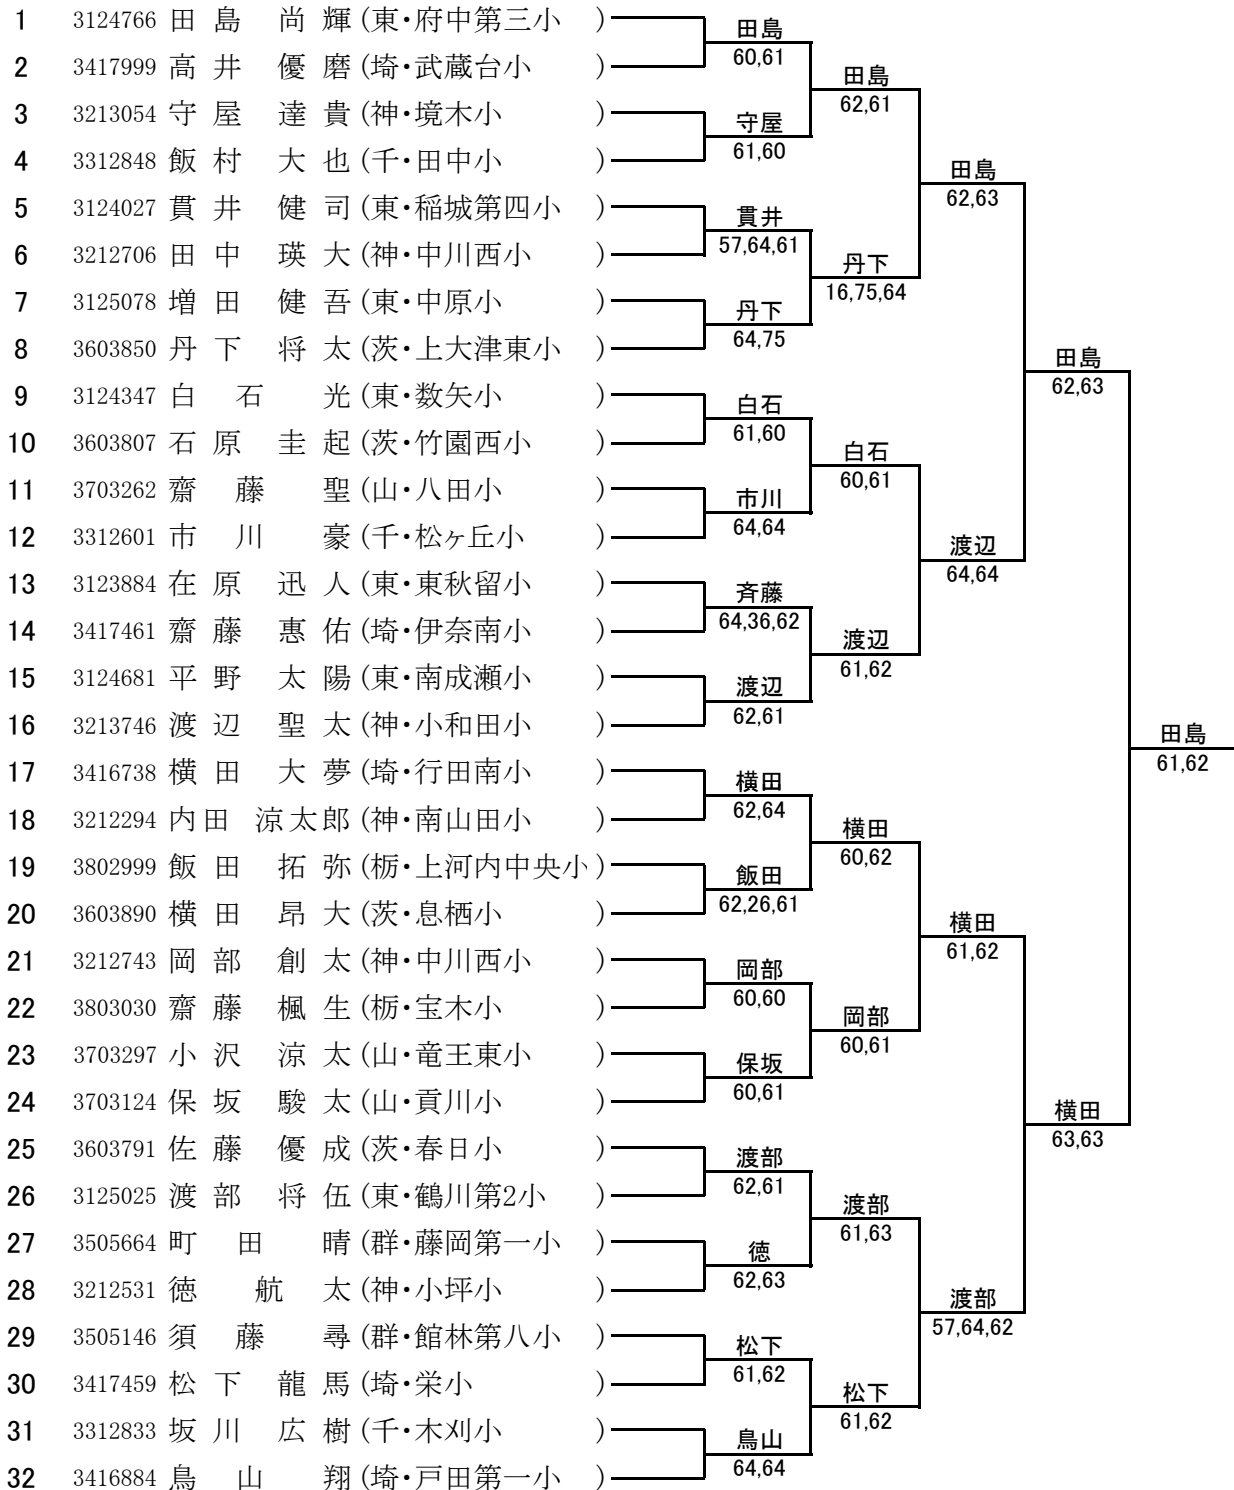 1 3124766 田島 尚輝 (東・府中第三小 )
田島
60,61
2 3417999 高井 優磨 (埼・武蔵台小 )
田島
62,61
3 3213054 守屋 達貴 (神・境木小 )
守屋
61,60
4 3312848 飯村 大也 (千・田中小 )
田島
62,63
5 3124027 貫井 健司 (東・稲城第四小 )
貫井
57,64,61
6 3212706 田中 瑛大 (神・中川西小 )
丹下
16,75,64
7 3125078 増田 健吾 (東・中原小 )
丹下
64,75
8 3603850 丹下 将太 (茨・上大津東小 )
田島
62,63
9 3124347 白石 光 (東・数矢小 )
白石
61,60
10 3603807 石原 圭起 (茨・竹園西小 )
白石
60,61
11 3703262 齋藤 聖 (山・八田小 )
市川
64,64
12 3312601 市川 豪 (千・松ヶ丘小 )
渡辺
64,64
13 3123884 在原 迅人 (東・東秋留小 )
斉藤
64,36,62
14 3417461 齋藤 惠佑 (埼・伊奈南小 )
渡辺
61,62
15 3124681 平野 太陽 (東・南成瀬小 )
渡辺
62,61
16 3213746 渡辺 聖太 (神・小和田小 )
田島
61,62
17 3416738 横田 大夢 (埼・行田南小 )
横田
62,64
18 3212294 内田 涼太郎 (神・南山田小 )
横田
60,62
19 3802999 飯田 拓弥 (栃・上河内中央小 )
飯田
62,26,61
20 3603890 横田 昂大 (茨・息栖小 )
横田
61,62
21 3212743 岡部 創太 (神・中川西小 )
岡部
60,60
22 3803030 齋藤 楓生 (栃・宝木小 )
岡部
60,61
23 3703297 小沢 涼太 (山・竜王東小 )
保坂
60,61
24 3703124 保坂 駿太 (山・貢川小 )
横田
63,63
25 3603791 佐藤 優成 (茨・春日小 )
渡部
62,61
26 3125025 渡部 将伍 (東・鶴川第2小 )
渡部
61,63
27 3505664 町田 晴 (群・藤岡第一小 )
徳
62,63
28 3212531 徳 航太 (神・小坪小 )
渡部
57,64,62
29 3505146 須藤 尋 (群・館林第八小 )
松下
61,62
30 3417459 松下 龍馬 (埼・栄小 )
松下
61,62
31 3312833 坂川 広樹 (千・木刈小 )
鳥山
64,64
32 3416884 鳥山 翔 (埼・戸田第一小 )